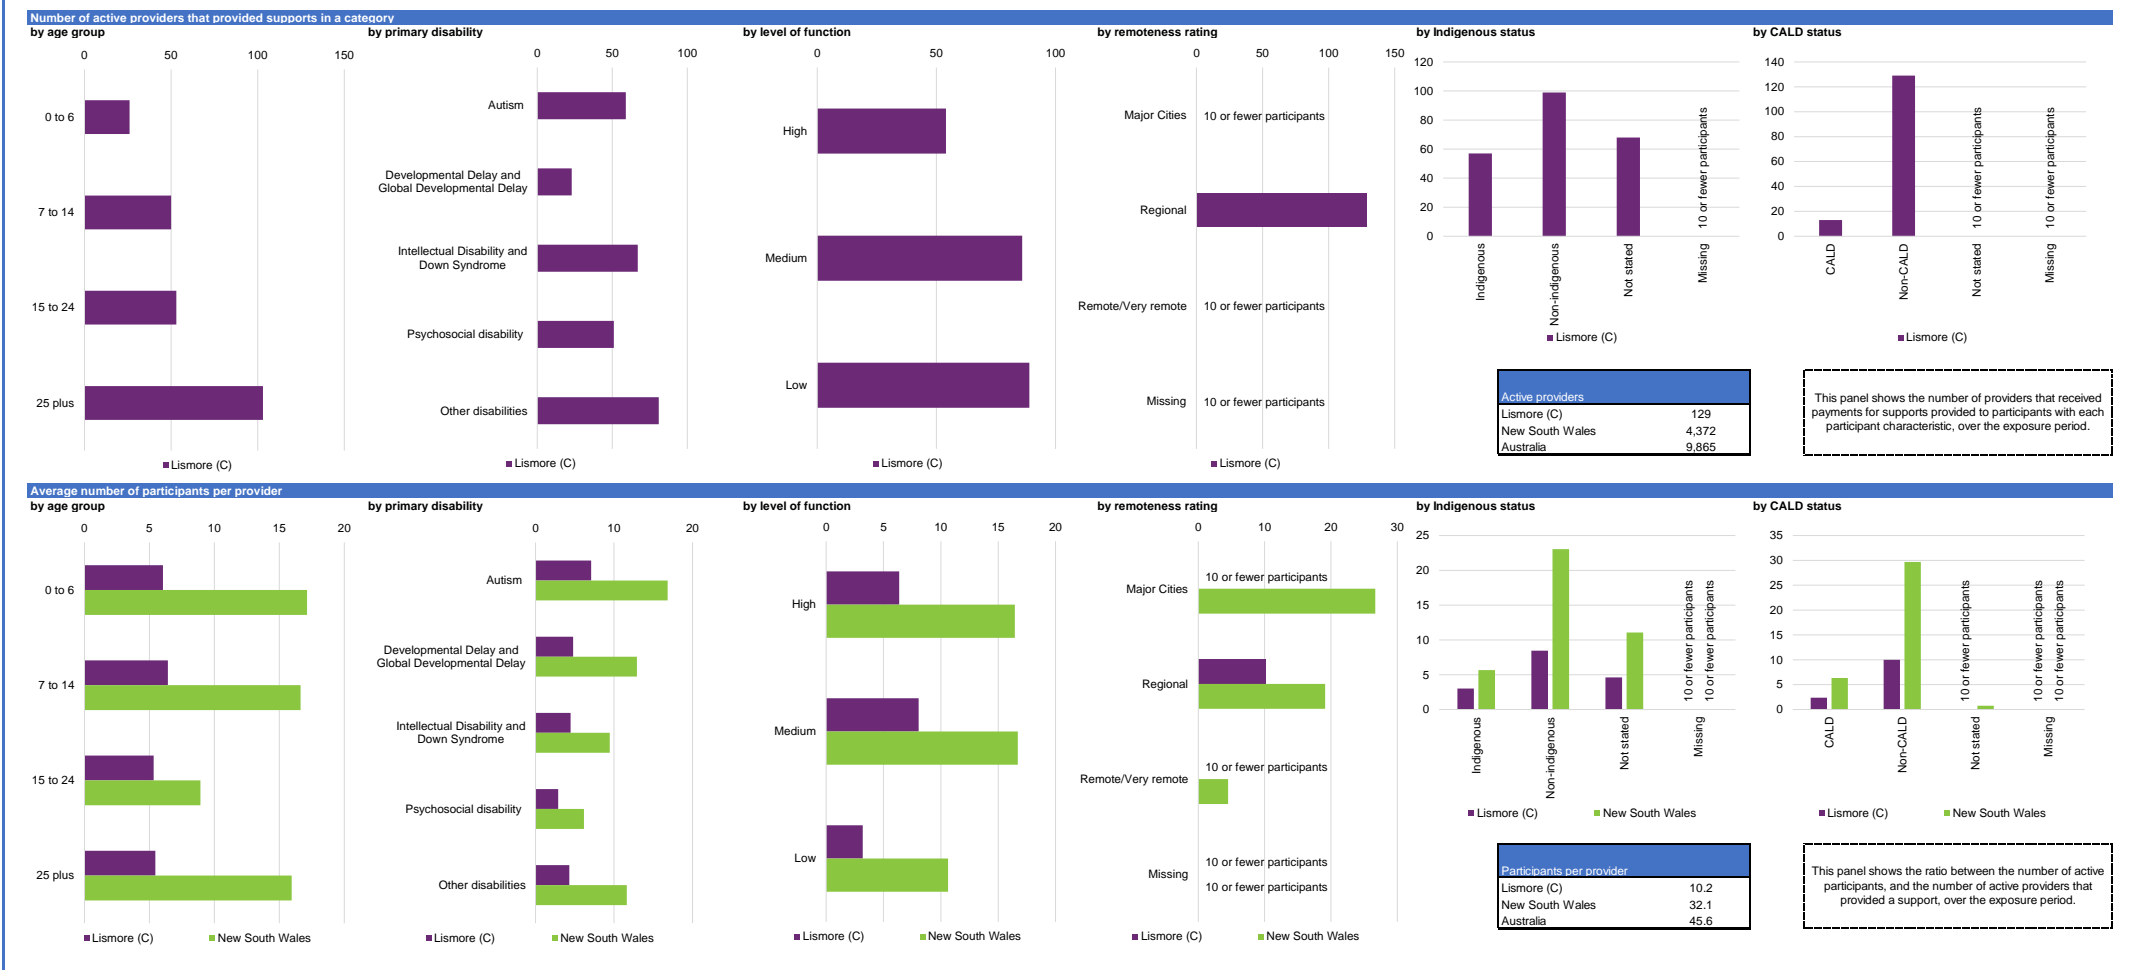 Number of active providers that provided supports in a category
by age group
0 50 100 150
0 to 6
7 to 14
15 to 24
25 plus
Lismore (C)
by primary disability
0 50 100
Autism
Developmental Delay and
Global Developmental Delay
Intellectual Disability and
Down Syndrome
Psychosocial disability
Other disabilities
Lismore (C)
by level of function
0 50 100
High
Medium
Low
Lismore (C)
by remoteness rating
0 50 100 150
Major Cities 10 or fewer participants
Regional
Remote/Very remote 10 or fewer participants
Missing 10 or fewer participants
Lismore (C)
by Indigenous status
120
100
80
60
40
20
0
10 or fewer participants
Indigenous
Non-indigenous
Not stated
Missing
Lismore (C)
by CALD status
140
120
100
80
60
40
20
0
10 or fewer participants
10 or fewer participants
CALD
Non-CALD
Not stated
Missing
Lismore (C)
Active providers
Lismore (C) 129
New South Wales 4,372
Australia 9,865
This panel shows the number of providers that received
payments for supports provided to participants with each
participant characteristic, over the exposure period.
Average number of participants per provider
by age group
0 5 10 15 20
0 to 6
7 to 14
15 to 24
25 plus
Lismore (C) New South Wales
by primary disability
0 10 20
Autism
Developmental Delay and
Global Developmental Delay
Intellectual Disability and
Down Syndrome
Psychosocial disability
Other disabilities
Lismore (C) New South Wales
by level of function
0 5 10 15 20
High
Medium
Low
Lismore (C) New South Wales
by remoteness rating
0 10 20 30
10 or fewer participants
Major Cities
Regional
10 or fewer participants
Remote/Very remote
10 or fewer participants
Missing
10 or fewer participants
Lismore (C) New South Wales
by Indigenous status
25
20
15
10
5
0
10 or fewer participants
10 or fewer participants
Indigenous
Non-indigenous
Not stated
Missing
Lismore (C) New South Wales
by CALD status
35
30
25
20
15
10
5
0
10 or fewer participants
10 or fewer participants
10 or fewer participants
CALD
Non-CALD
Not stated
Missing
Lismore (C) New South Wales
Participants per provider
Lismore (C) 10.2
New South Wales 32.1
Australia 45.6
This panel shows the ratio between the number of active
participants, and the number of active providers that
provided a support, over the exposure period.